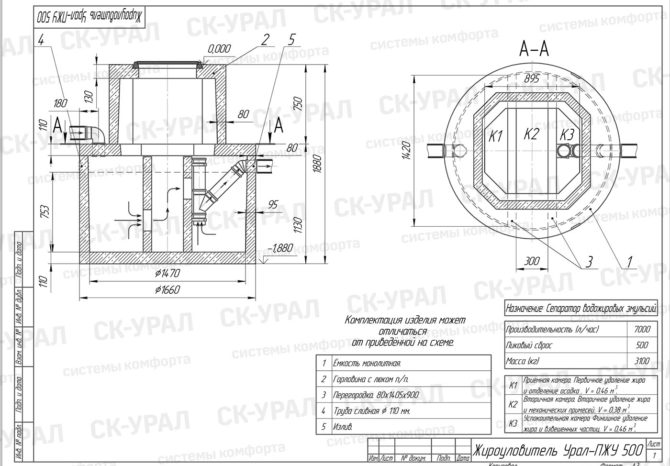 Жироуловитель Урал-ПЖУ 500
СК-УРАЛ
системы комфорта
4
0,000
2
5
180
130
A
A
110
80
80
750
1880
753
95
1130
-1,880
110
ø1470
ø1660
А-А
895
1420
К1
К2
К3
300
3
1
Комплектация изделия может
отличаться
от приведённой на схеме.
1 Емкость монолитная.
2 Горловина с люком п/п.
3 Перегородка 80х1405х900
4 Труба сливная ø 110 мм.
5 Излив.
Назначение Сепаратор водожировых эмульсий
Производительность (л/час) 7000
Пиковый сброс 500
Масса (кг) 3100
К1 Приемная камера. Первичное удаление жира
и отделение осадка , V = 0,46 м³.
К2 Вторичная камера. Вторичное удаление жира
и механических примесей. V = 0,38 м³.
К3 Успокоительная камера. Финишное удаление
жира и взвешенных частиц. V = 0,46 м³.
Подп. и дата
Инв. № дубл.
Взам. инв. №
Подп. и дата
Инв. № подл.
Изм. Лист № докум. Подп. Дата
Жироуловитель Урал-ПЖУ 500
Лист
1
Копировал
Формат А3